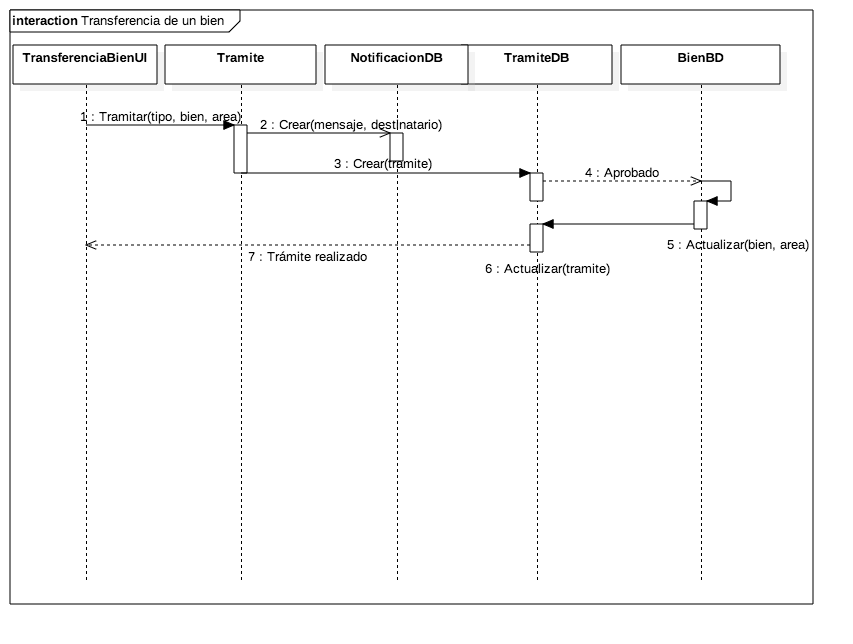 interaction Transferencia de un bien
TransferenciaBienUI
Tramite
NotificacionDB
TramiteDB
BienBD
1 : Tramitar(tipo, bien, area)
2 : Crear(mensaje, destinatario)
3 : Crear(tramite)
4 : Aprobado
5 : Actualizar(bien, area)
7 : Trámite realizado
6 : Actualizar(tramite)